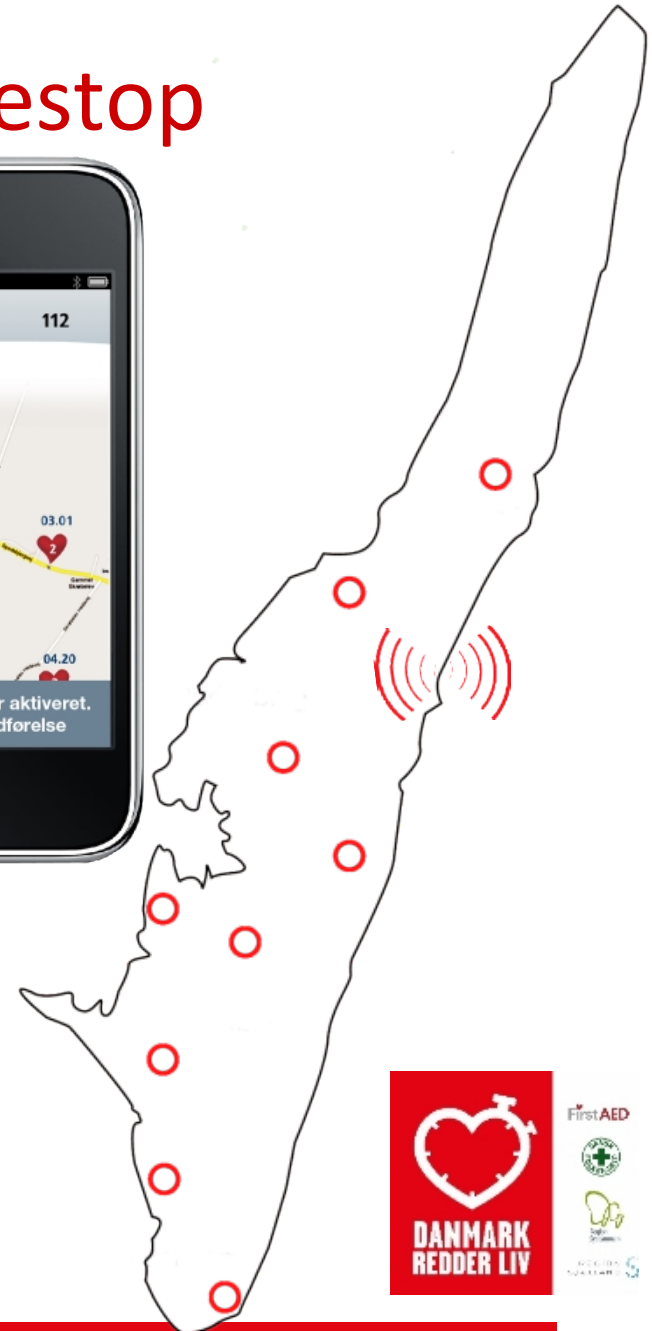 estop
112
03.01
2
04.20
r aktiveret.
dførelse
FirstAED
DANMARK
REDDER LIV